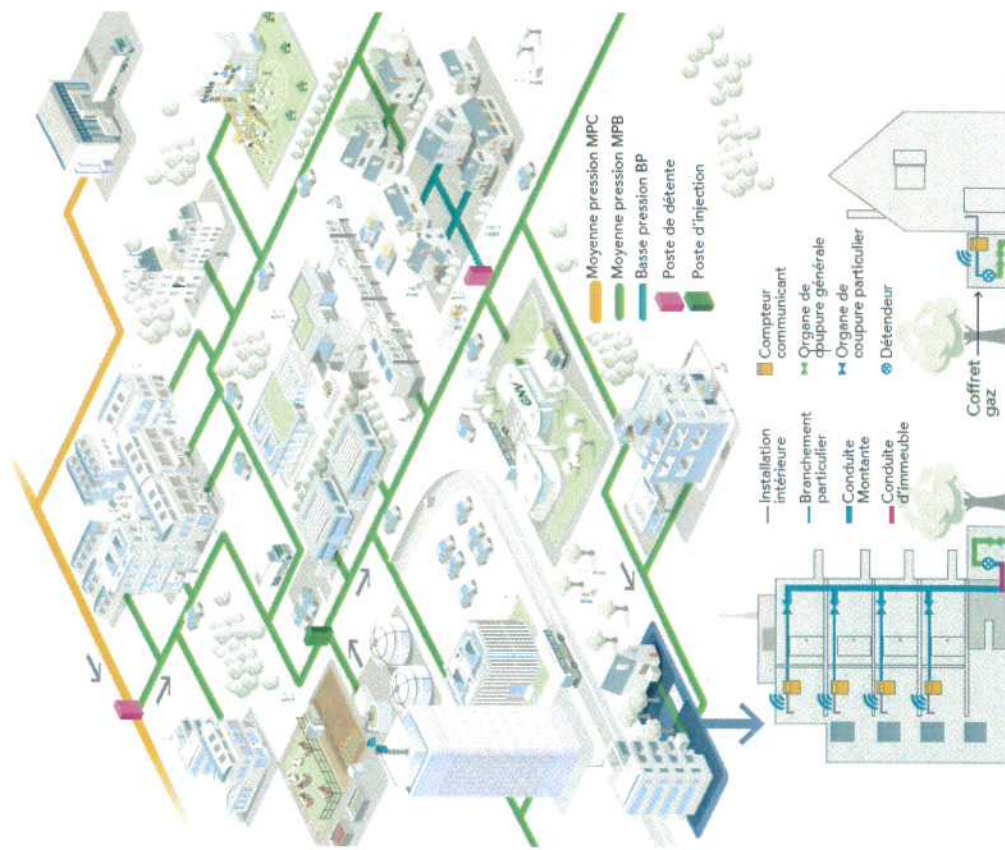 GNV
Moyenne pression MPC
Moyenne pression MPB
Basse pression BP
Poste de détente
Poste d'injection
Installation
intérieure
Branchement
particulier
Conduite
Montante
Conduite
d'immeuble
Compteur
communicant
Organe de
coupure générale
Organe de
coupure particulier
Détendeur
Coffret
gaz